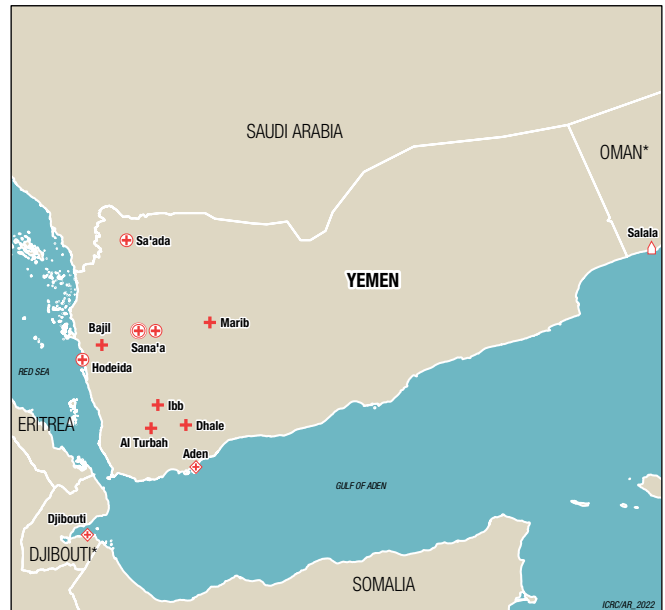 SAUDI ARABIA
OMAN*
Salala
Sa'ada
YEMEN
Marib
Bajil
Sana'a
Hodeida
RED SEA
Ibb
ERITREA
Dhale
Al Turbah
Aden
GULF OF ADEN
Djibouti
DJIBOUTI*
SOMALIA
ICRC/AR_2022